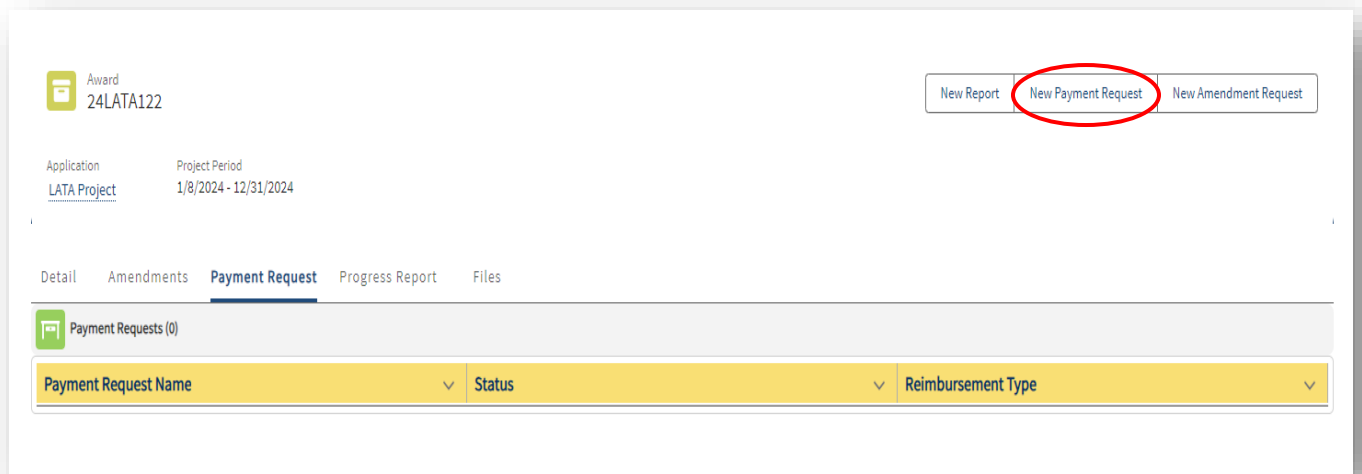 Award
24LATA122
New Report New Payment Request New Amendment Request
Application Project Period
LATA Project 1/8/2024 - 12/31/2024
Detail Amendments Payment Request Progress Report Files
Payment Requests (0)
Payment Request Name Status Reimbursement Type